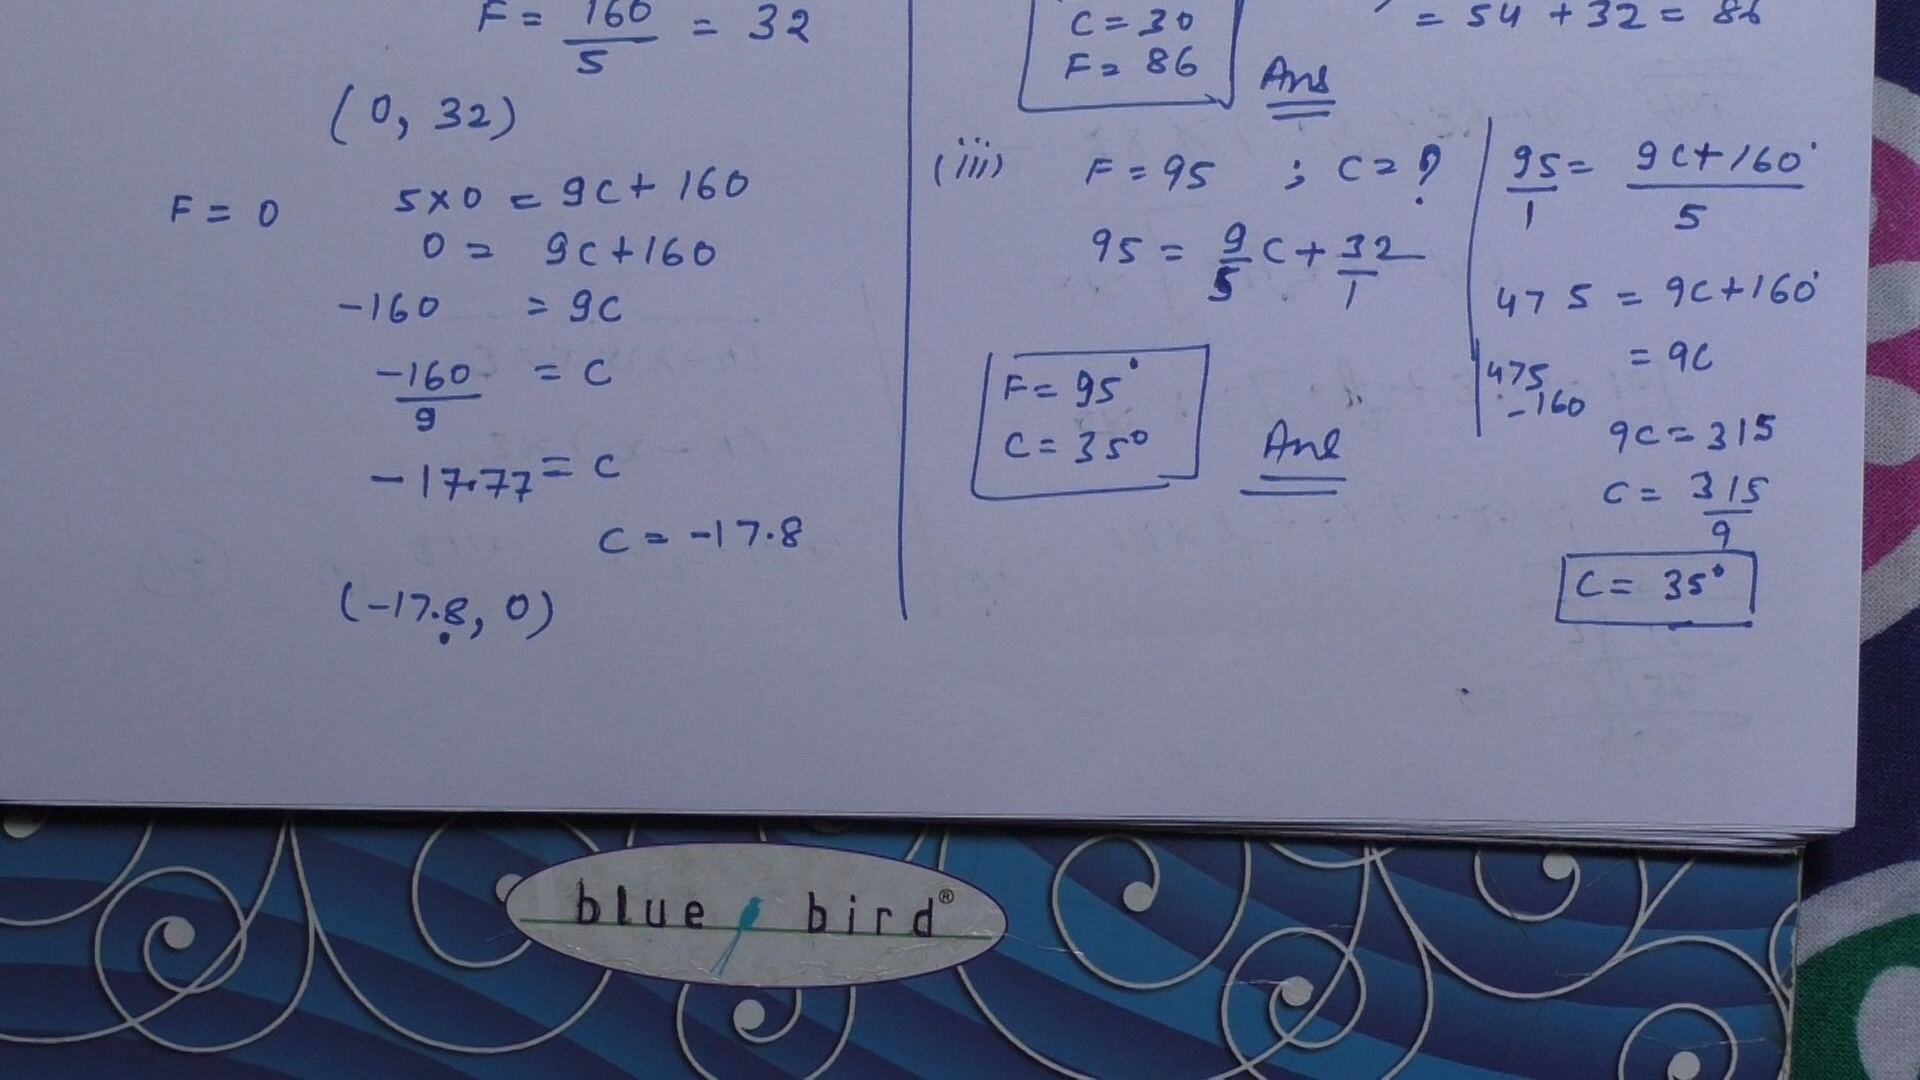 F = 160/5 = 32
(0, 32)
F = 0 5×0 = 9C + 160
0 = 9C + 160
-160 = 9C
-160/9 = C
-17.77 = C
C = -17.8
(-17.8, 0)
C = 30
F = 86
Ans
= 54 + 32 = 86
(iii) F = 95 ; C = ?
95 = 9/5 C + 32/1
F = 95°
C = 35°
Ans
95/1 = 9C + 160/5
475 = 9C + 160
475 - 160 = 9C
9C = 315
C = 315/9
C = 35°
blue bird®